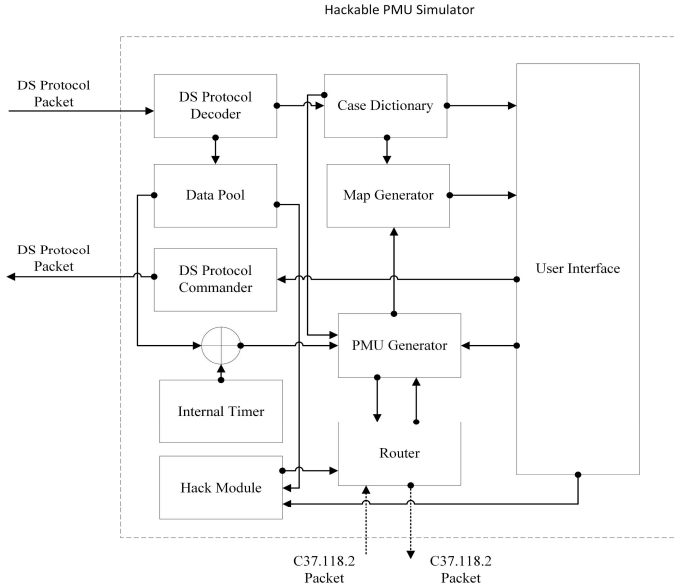 Hackable PMU Simulator
DS Protocol
Packet
DS Protocol
Decoder
Case Dictionary
Data Pool
Map Generator
DS Protocol
Packet
DS Protocol
Commander
User Interface
PMU Generator
Internal Timer
Router
Hack Module
C37.118.2
Packet
C37.118.2
Packet